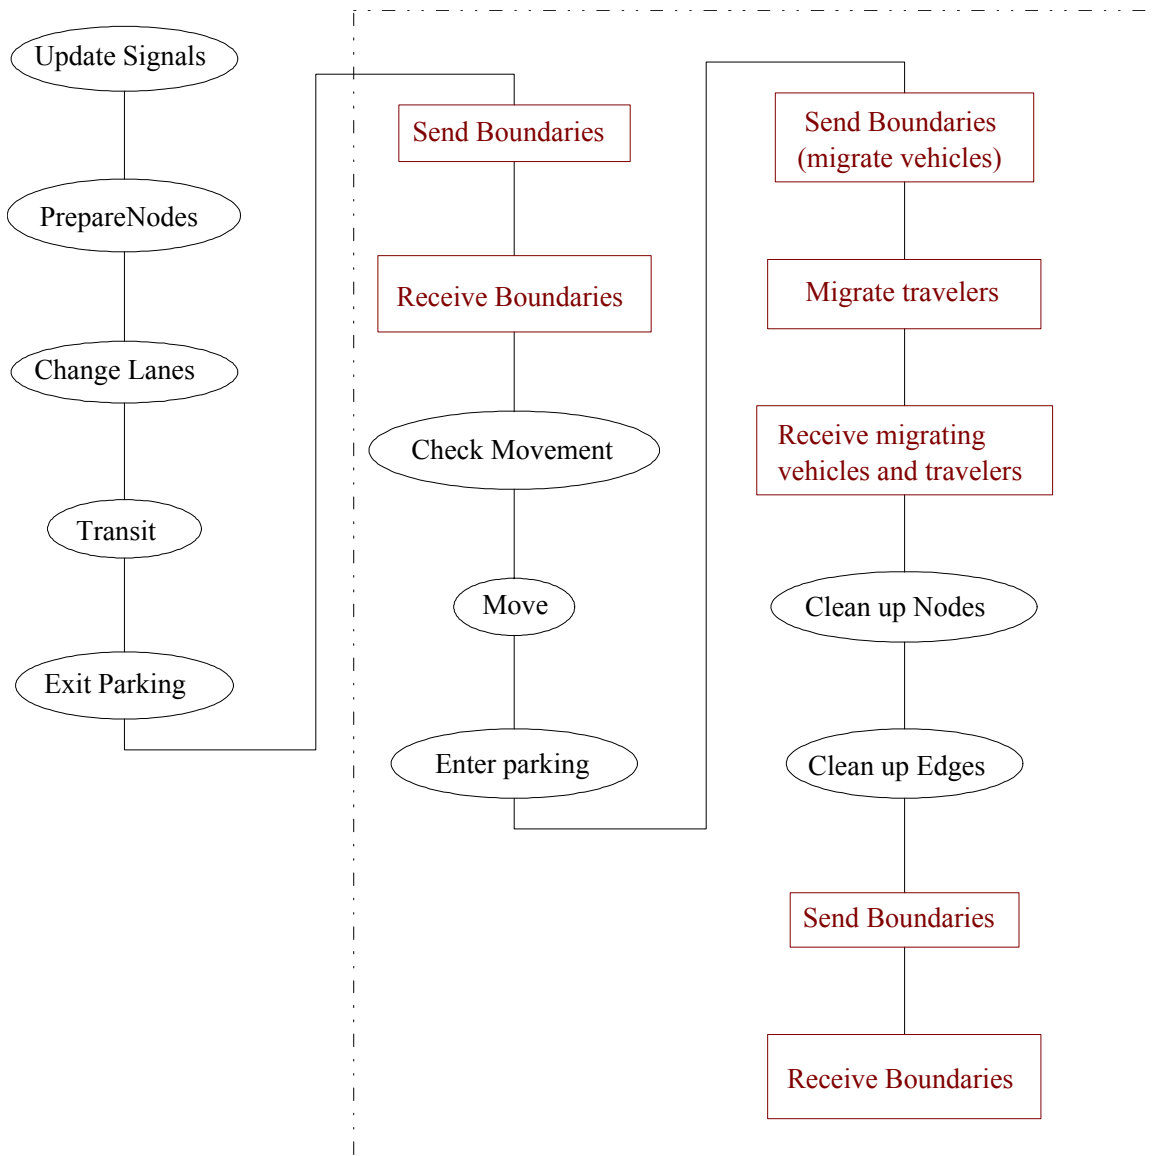 Update Signals
PrepareNodes
Change Lanes
Transit
Exit Parking
Send Boundaries
Receive Boundaries
Check Movement
Move
Enter parking
Send Boundaries
(migrate vehicles)
Migrate travelers
Receive migrating
vehicles and travelers
Clean up Nodes
Clean up Edges
Send Boundaries
Receive Boundaries